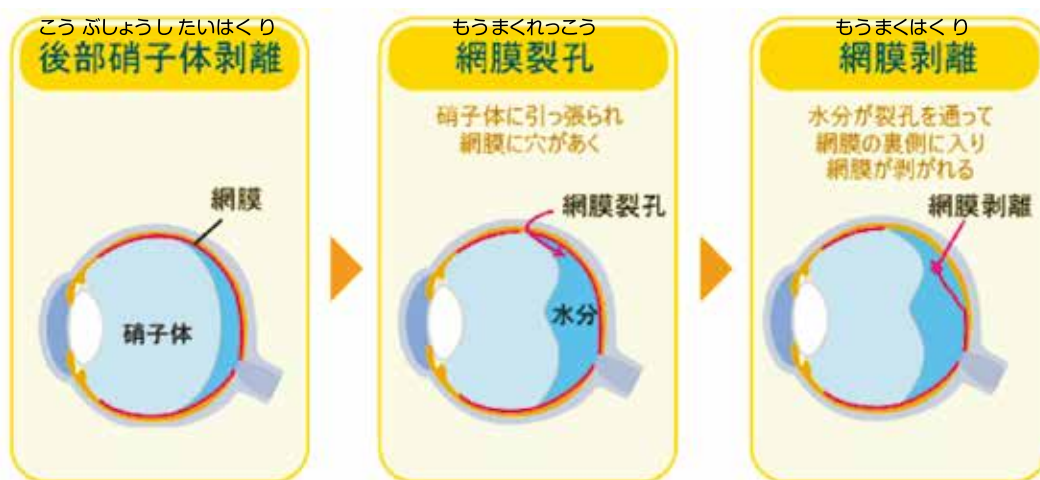 こうぶしょうしたいはくり
後部硝子体剥離
網膜
硝子体
もうまくれっこう
網膜裂孔
硝子体に引っ張られ
網膜に穴があく
網膜裂孔
水分
もうまくはくり
網膜剥離
水分が裂孔を通って
網膜の裏側に入り
網膜が剥がれる
網膜剥離